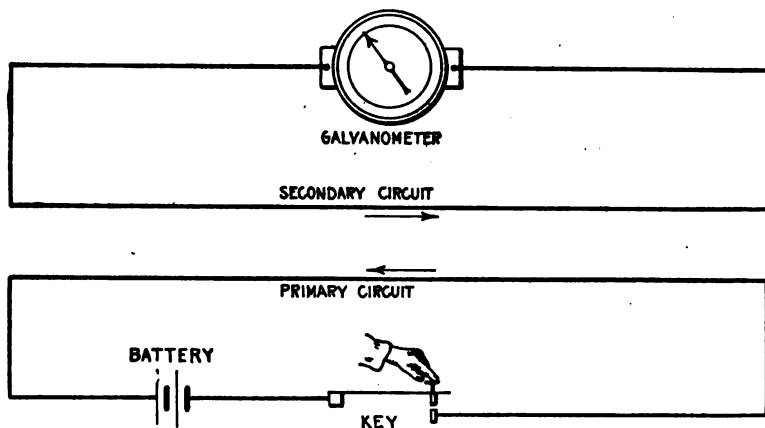 GALVANOMETER
SECONDARY CIRCUIT
PRIMARY CIRCUIT
BATTERY
KEY